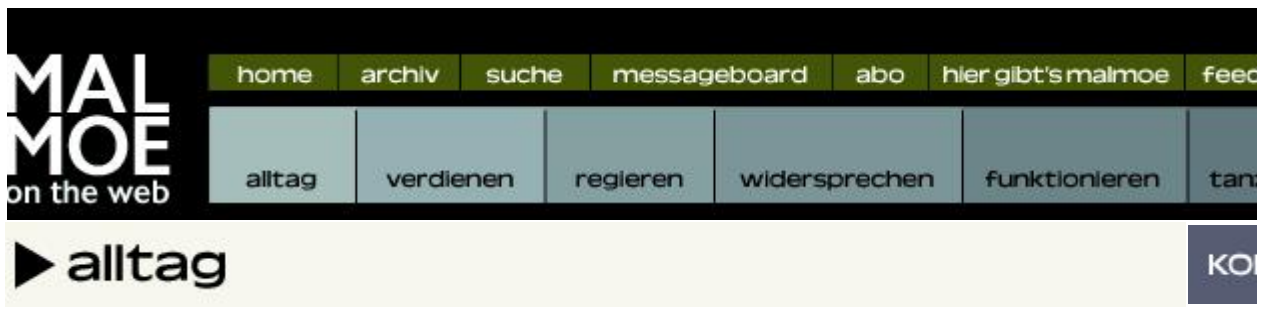 MAL
MOE
on the web
home archiv suche messageboard abo hier gibt's malmoe
alltag verdienen regieren widersprechen funktionieren
alltag